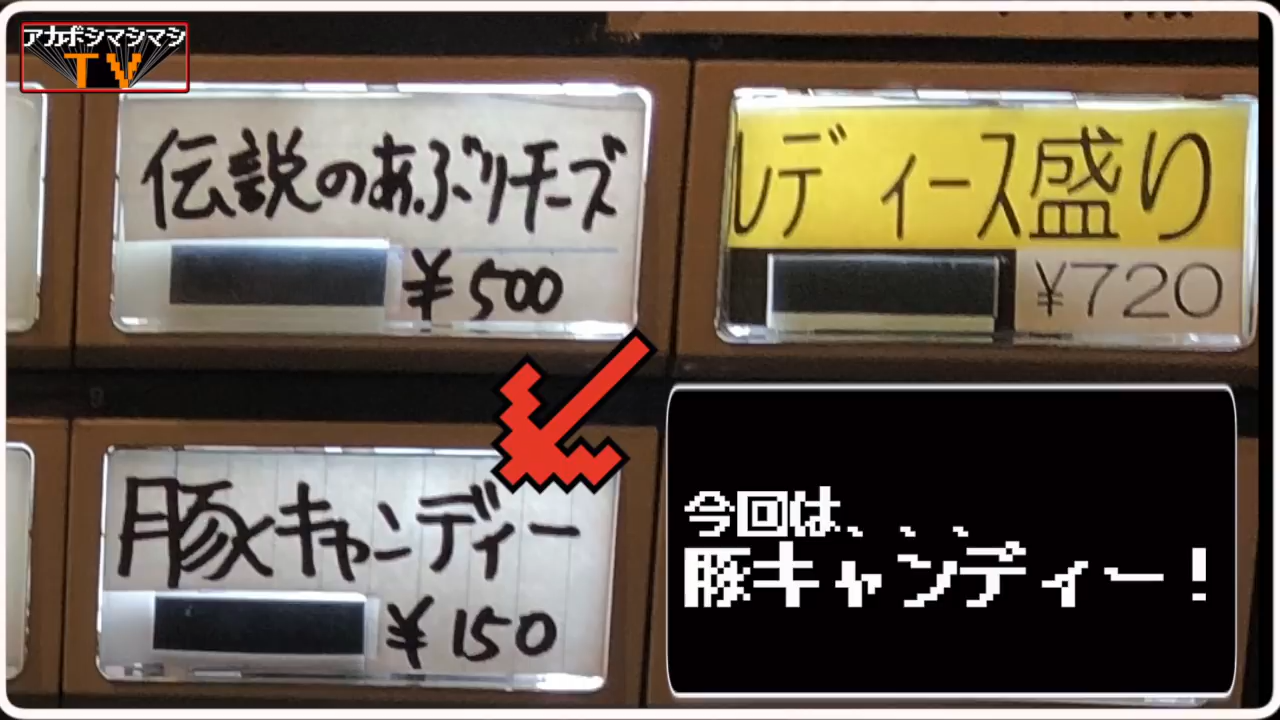 アカボシマシマシ
TV
伝説のあぶりチーズ
¥500
レディース盛り
¥720
豚キャンディー
¥150
今回は、、、
豚キャンディー！